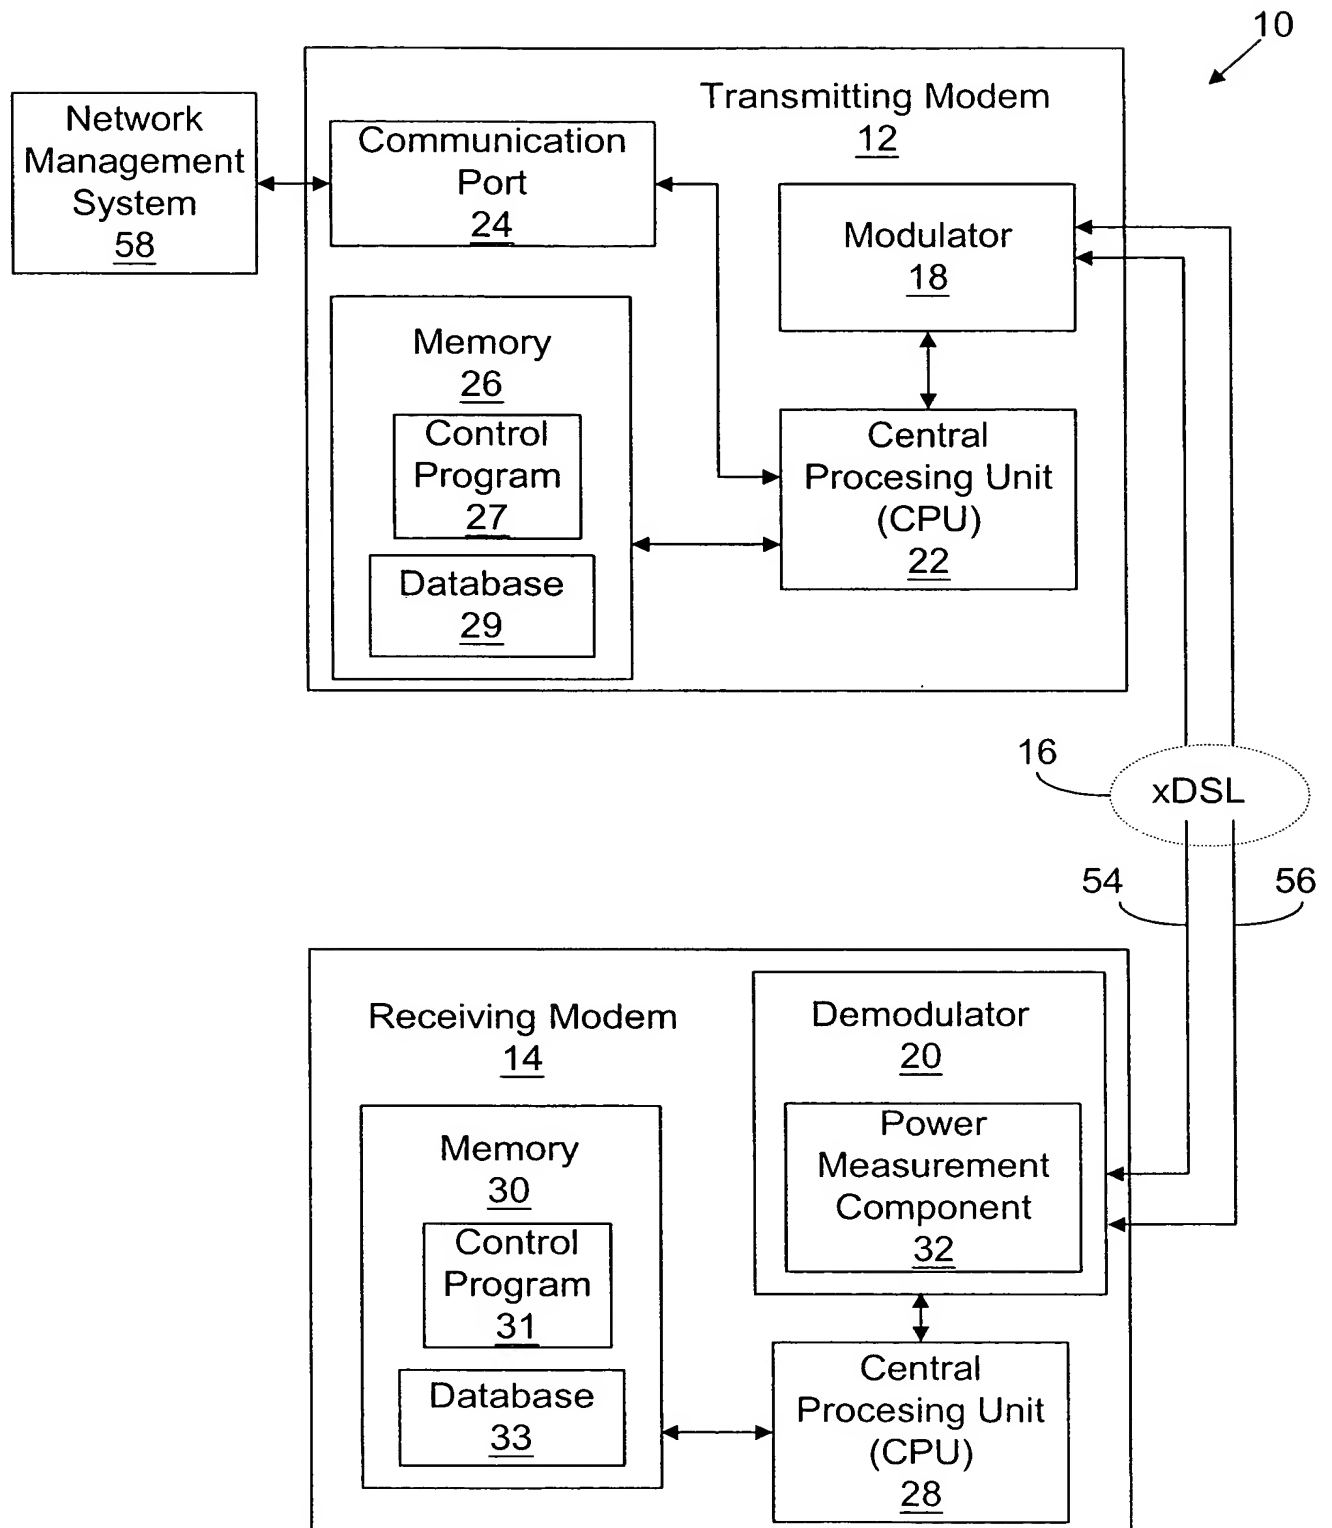 10
Network
Management
System
58
Transmitting Modem
12
Communication
Port
24
Modulator
18
Memory
26
Control
Program
27
Database
29
Central
Procesing Unit
(CPU)
22
16
xDSL
54
56
Receiving Modem
14
Demodulator
20
Power
Measurement
Component
32
Memory
30
Control
Program
31
Database
33
Central
Procesing Unit
(CPU)
28